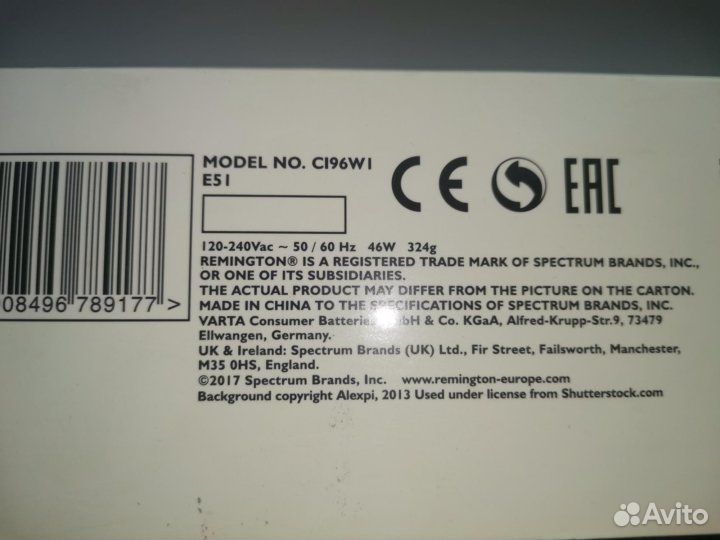 MODEL NO. CI96W1
E51
CE EAC
120-240Vac ~ 50 / 60 Hz 46W 324g
REMINGTON® IS A REGISTERED TRADE MARK OF SPECTRUM BRANDS, INC.,
OR ONE OF ITS SUBSIDIARIES.
THE ACTUAL PRODUCT MAY DIFFER FROM THE PICTURE ON THE CARTON.
MADE IN CHINA TO THE SPECIFICATIONS OF SPECTRUM BRANDS, INC.
08496 789177 >
VARTA Consumer Batteries & Co. KGaA, Alfred-Krupp-Str.9, 73479
Ellwangen, Germany.
UK & Ireland: Spectrum Brands (UK) Ltd., Fir Street, Failsworth, Manchester,
M35 0HS, England.
©2017 Spectrum Brands, Inc. www.remington-europe.com
Background copyright Alexpi, 2013 Used under license from Shutterstock.com
Avito